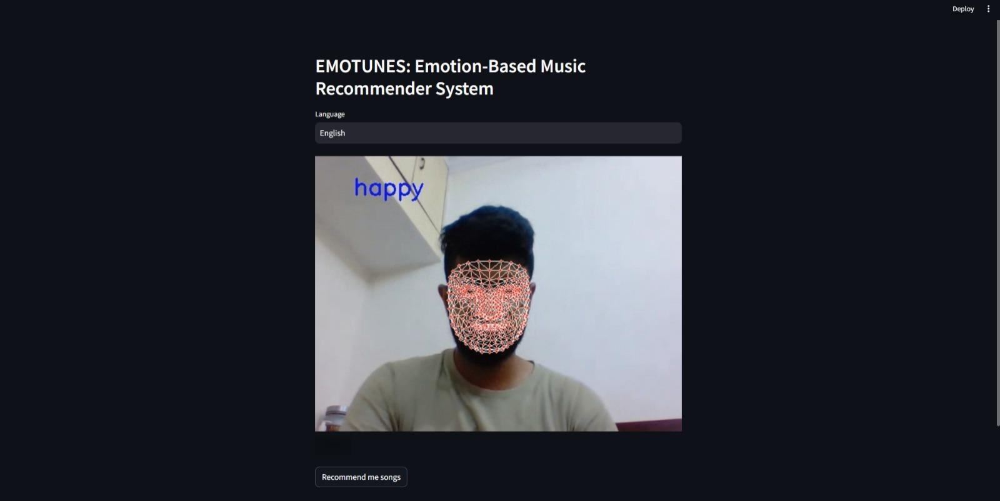 Deploy
EMOTUNES: Emotion-Based Music
Recommender System
Language
English
happy
Recommend me songs